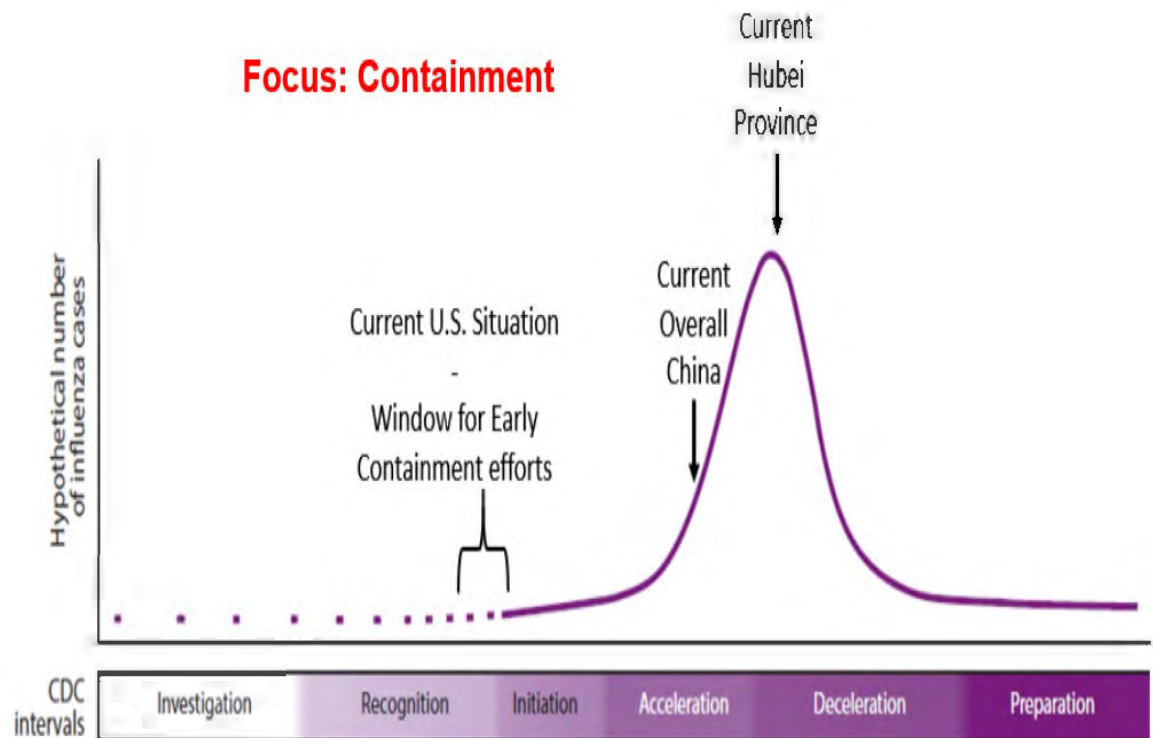 Focus: Containment
Current
Hubei
Province
Current
Overall
China
Current U.S. Situation
-
Window for Early
Containment efforts
Hypothetical number
of influenza cases
CDC
intervals
Investigation
Recognition
Initiation
Acceleration
Deceleration
Preparation